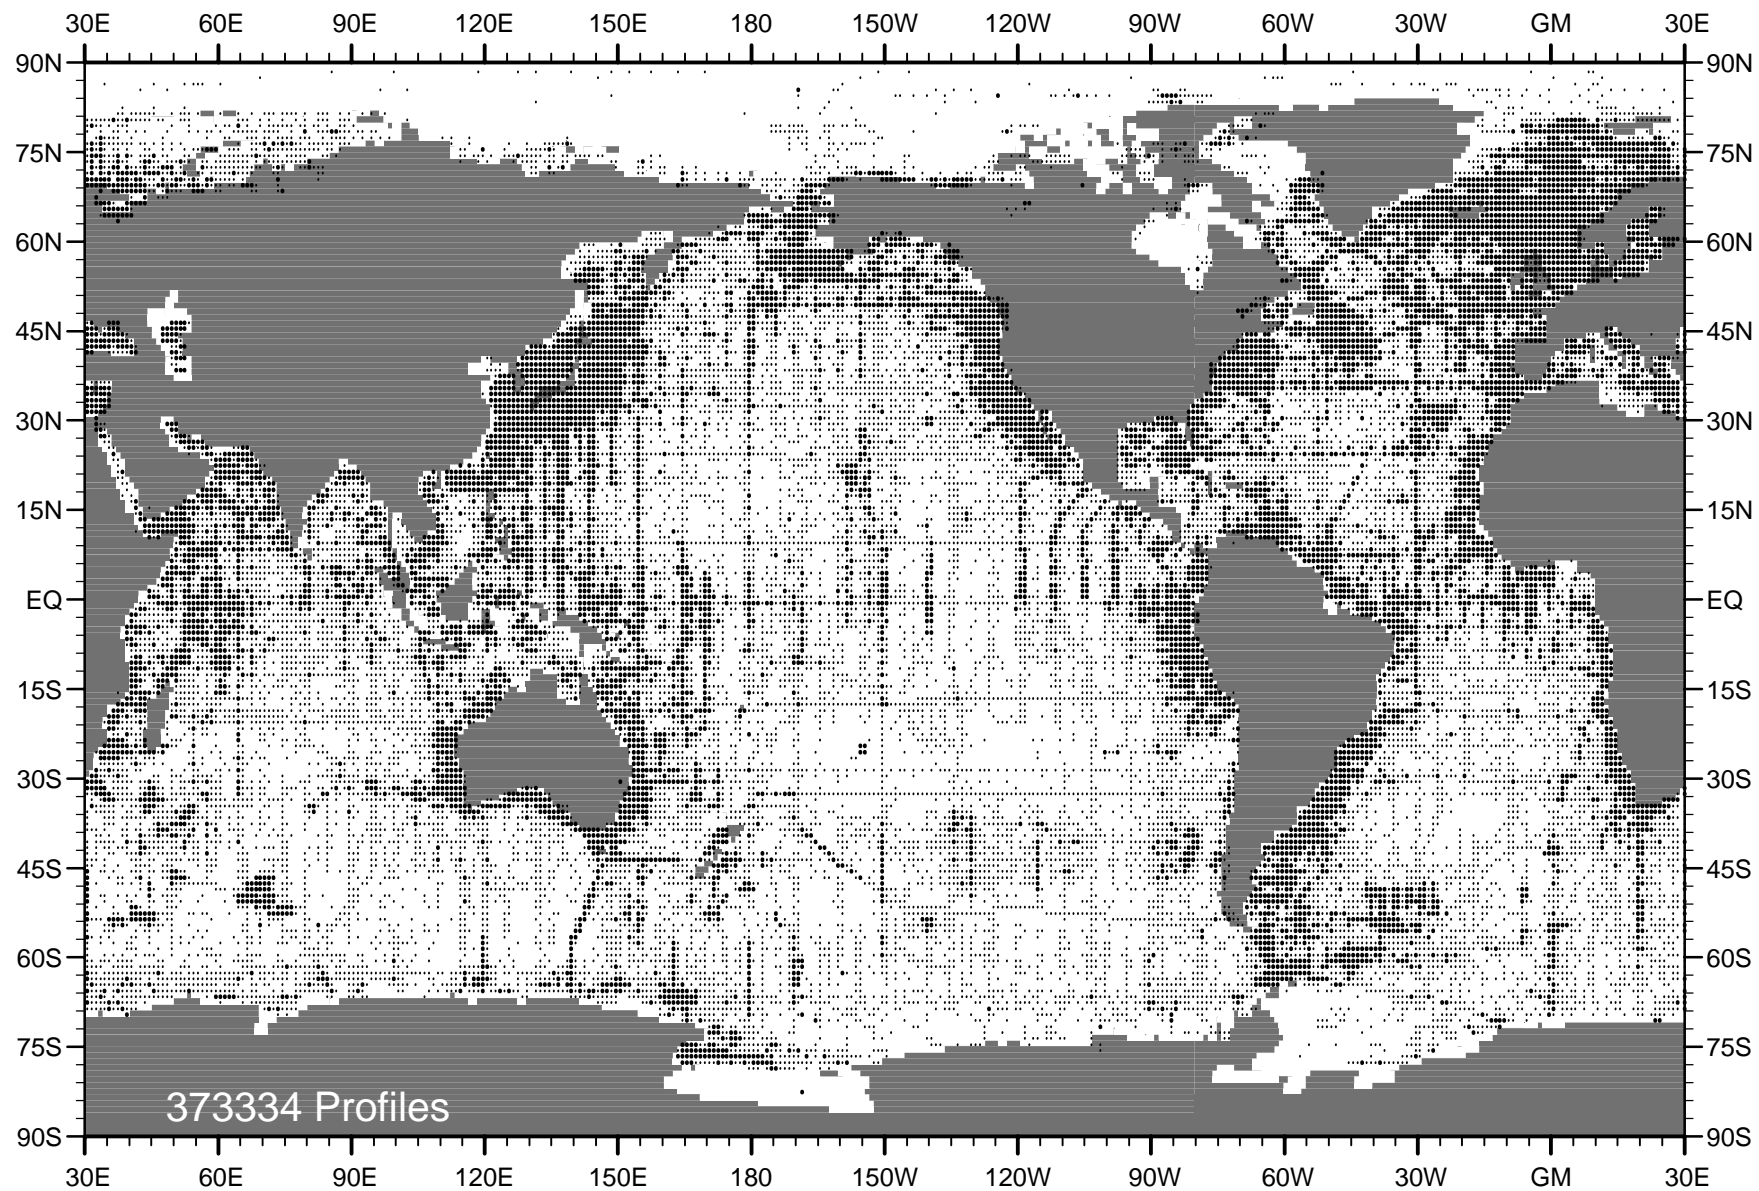 30E 60E 90E 120E 150E 180 150W 120W 90W 60W 30W GM 30E
90N 90N
75N 75N
60N 60N
45N 45N
30N 30N
15N 15N
EQ EQ
15S 15S
30S 30S
45S 45S
60S 60S
75S 75S
373334 Profiles
90S 90S
30E 60E 90E 120E 150E 180 150W 120W 90W 60W 30W GM 30E